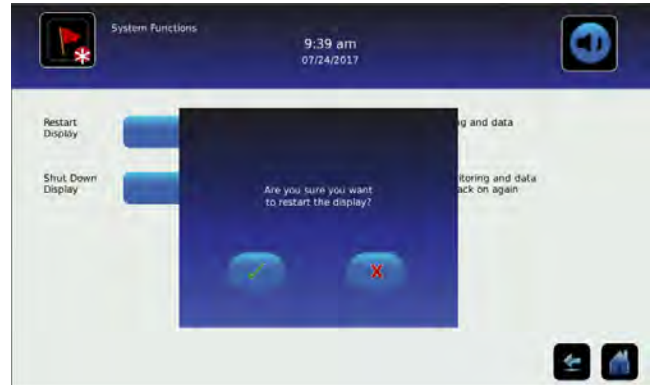 System Functions
9:39 am
07/24/2017
Restart
Display
g and data
Shut Down
Display
itoring and data
ack on again
Are you sure you want
to restart the display?
X